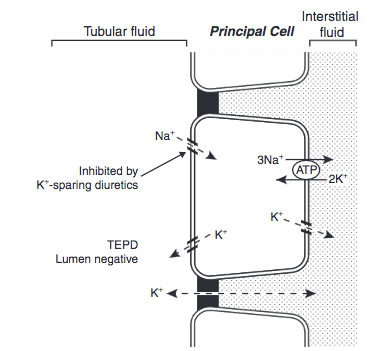 Tubular fluid
Principal Cell
Interstitial
fluid
Na⁺
3Na⁺
ATP
2K⁺
Inhibited by
K⁺-sparing diuretics
K⁺
K⁺
TEPD
Lumen negative
K⁺